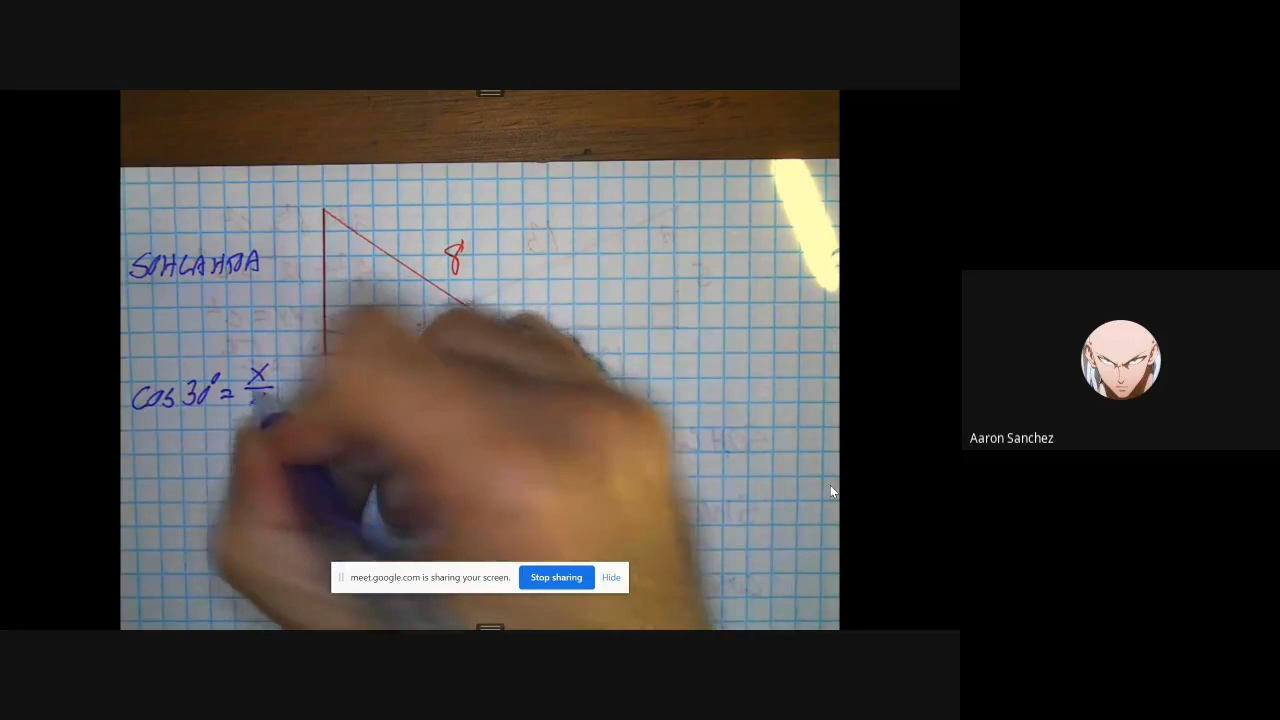 8
SOHCAHTOA
cos 30° = x
meet.google.com is sharing your screen. Stop sharing Hide
Aaron Sanchez